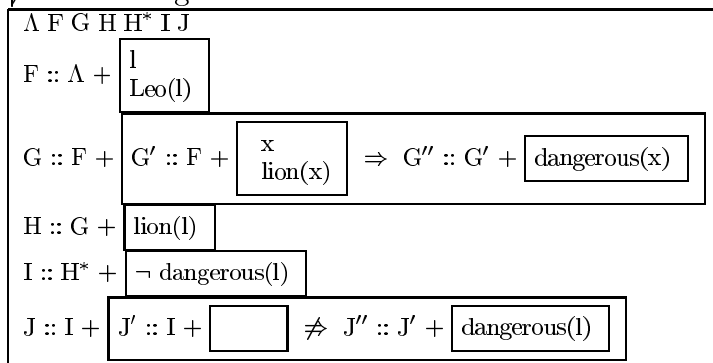 Λ F G H H* I J
F :: Λ + l
Leo(l)
G :: F + G′ :: F + x
lion(x) ⇒ G″ :: G′ + dangerous(x)
H :: G + lion(l)
I :: H* + ¬ dangerous(l)
J :: I + J′ :: I + ⇏ J″ :: J′ + dangerous(l)